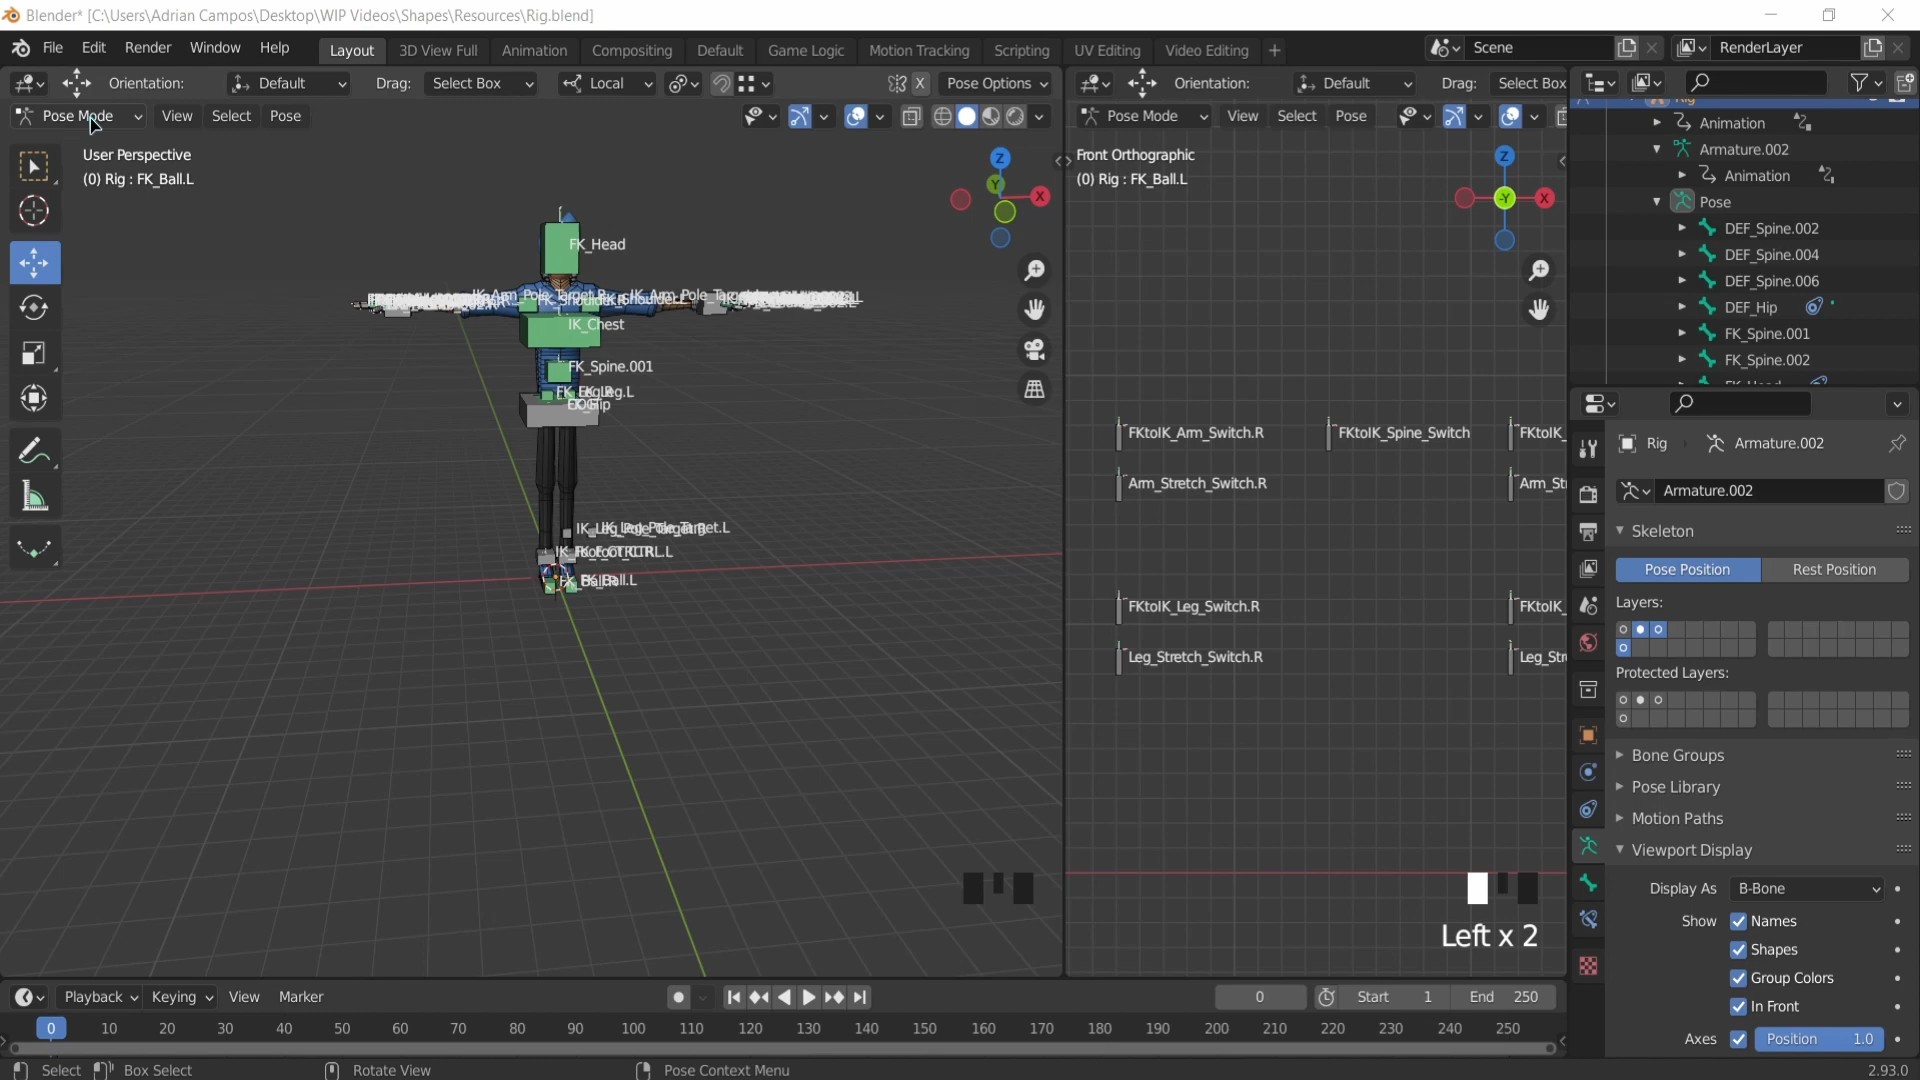 Blender* [C:\Users\Adrian Campos\Desktop\WIP Videos\Shapes\Resources\Rig.blend]
File Edit Render Window Help Layout 3D View Full Animation Compositing Default Game Logic Motion Tracking Scripting UV Editing Video Editing + Scene RenderLayer
Orientation: Default Drag: Select Box Local X Pose Options Orientation: Default Drag: Select Box
Pose Mode View Select Pose Pose Mode View Select Pose
User Perspective
(0) Rig : FK_Ball.L
Z
Y
X
FK_Head
IK_Chest
FK_Spine.001
Front Orthographic
(0) Rig : FK_Ball.L
Z
-Y
X
FKtoIK_Arm_Switch.R FKtoIK_Spine_Switch FKtoIK_
Arm_Stretch_Switch.R Arm_Str
FKtoIK_Leg_Switch.R FKtoIK_
Leg_Stretch_Switch.R Leg_Str
Left x 2
Animation
Armature.002
Animation
Pose
DEF_Spine.002
DEF_Spine.004
DEF_Spine.006
DEF_Hip
FK_Spine.001
FK_Spine.002
Rig Armature.002
Armature.002
Skeleton
Pose Position Rest Position
Layers:
Protected Layers:
Bone Groups
Pose Library
Motion Paths
Viewport Display
Display As B-Bone
Show Names
Shapes
Group Colors
In Front
Axes Position 1.0
Playback Keying View Marker 0 Start 1 End 250
0 10 20 30 40 50 60 70 80 90 100 110 120 130 140 150 160 170 180 190 200 210 220 230 240 250
Select Box Select Rotate View Pose Context Menu 2.93.0